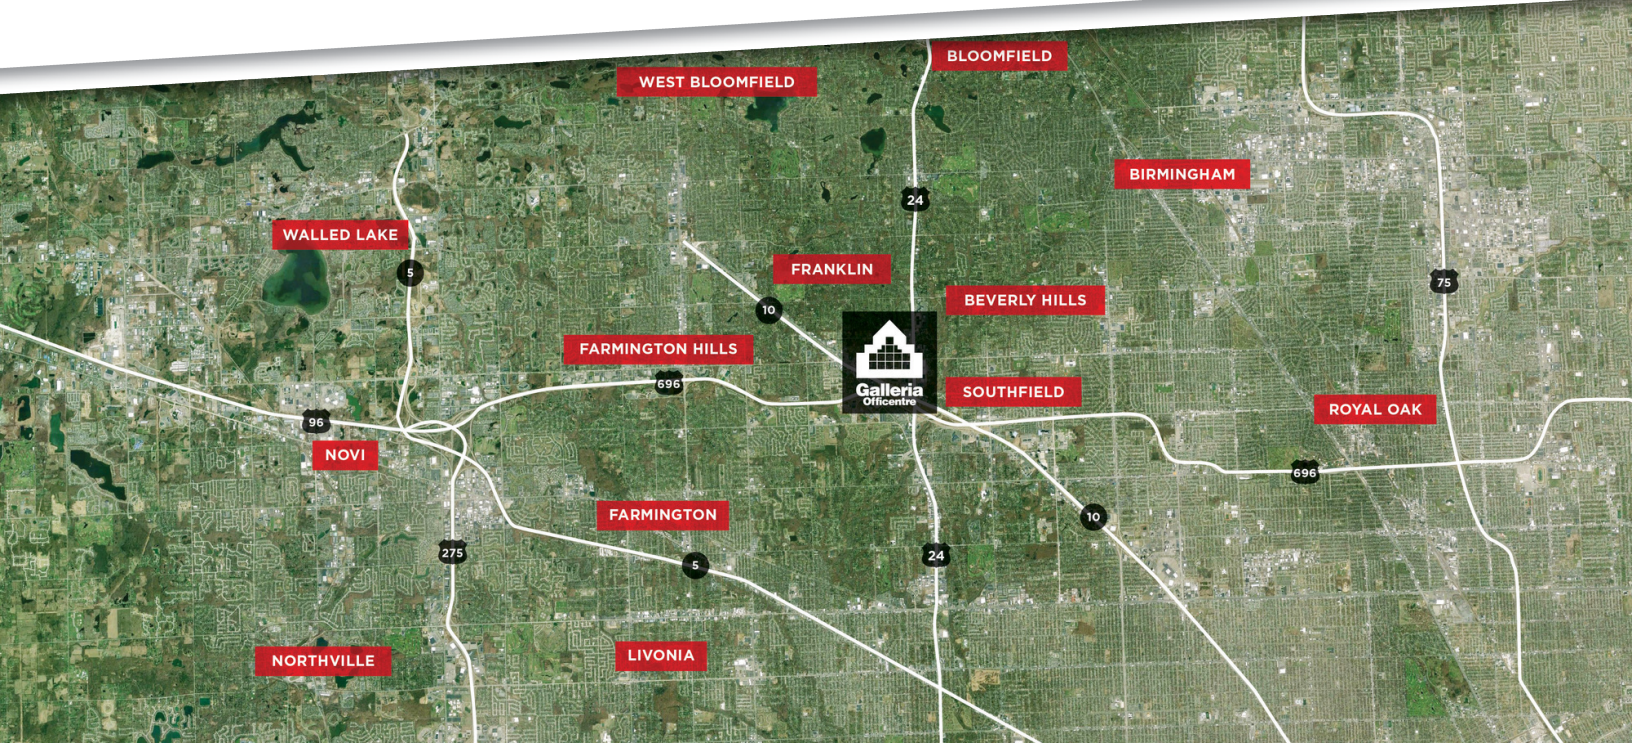 BLOOMFIELD
WEST BLOOMFIELD
BIRMINGHAM
24
WALLED LAKE
5
FRANKLIN
75
BEVERLY HILLS
10
FARMINGTON HILLS
696
Galleria
Officentre
SOUTHFIELD
ROYAL OAK
96
NOVI
696
FARMINGTON
10
275
24
5
LIVONIA
NORTHVILLE